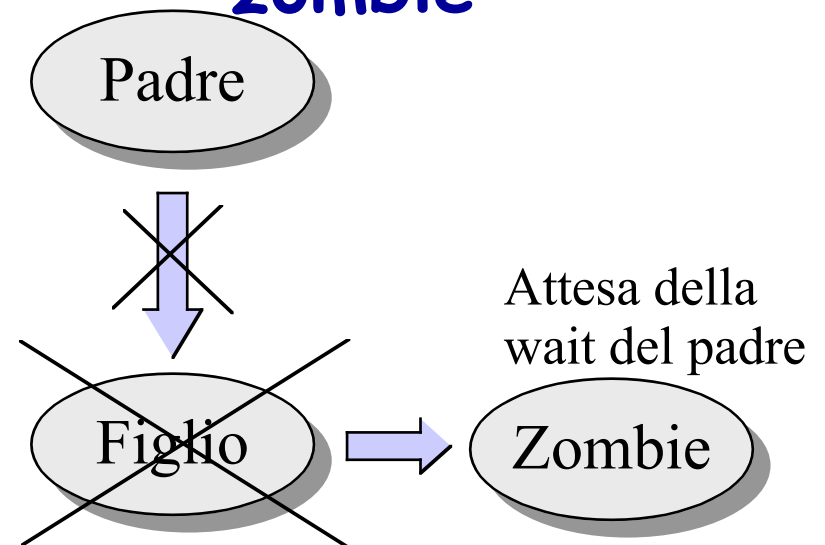 zombie
Padre
Attesa della
wait del padre
Figlio
Zombie